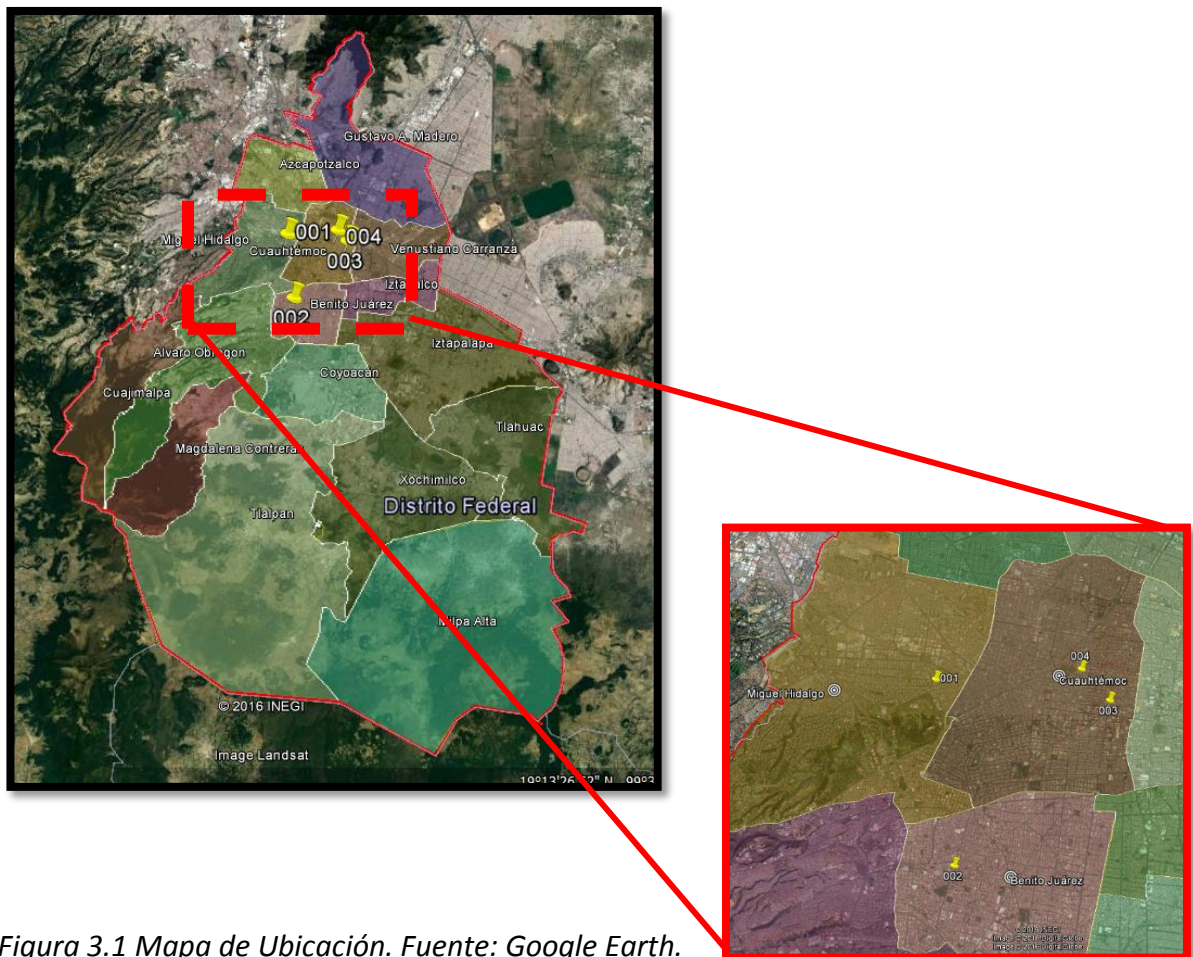 Gustavo A. Madero
Azcapotzalco
001
004
Miguel Hidalgo
Cuauhtémoc
Venustiano Carranza
003
Iztacalco
Benito Juárez
002
Iztapalapa
Alvaro Obregon
Coyoacán
Cuajimalpa
Tlahuac
Magdalena Contreras
Xochimilco
Distrito Federal
Tlalpan
Milpa Alta
© 2016 INEGI
Image Landsat
004
001
Cuauhtémoc
Miguel Hidalgo
003
002
Benito Juárez
Figura 3.1 Mapa de Ubicación. Fuente: Google Earth.